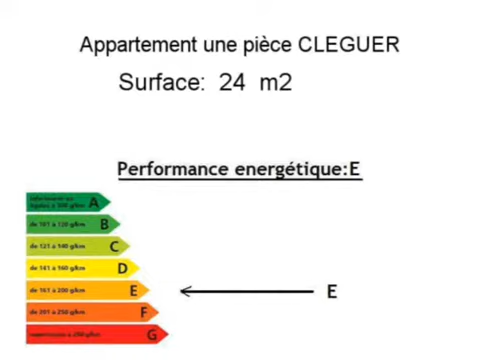 Appartement une pièce CLEGUER
Surface: 24 m2
Performance energétique:E
A
de 101 à 120 g/km B
de 121 à 140 g/km C
de 141 à 160 g/km D
de 161 à 200 g/km E
E
de 201 à 250 g/km F
G